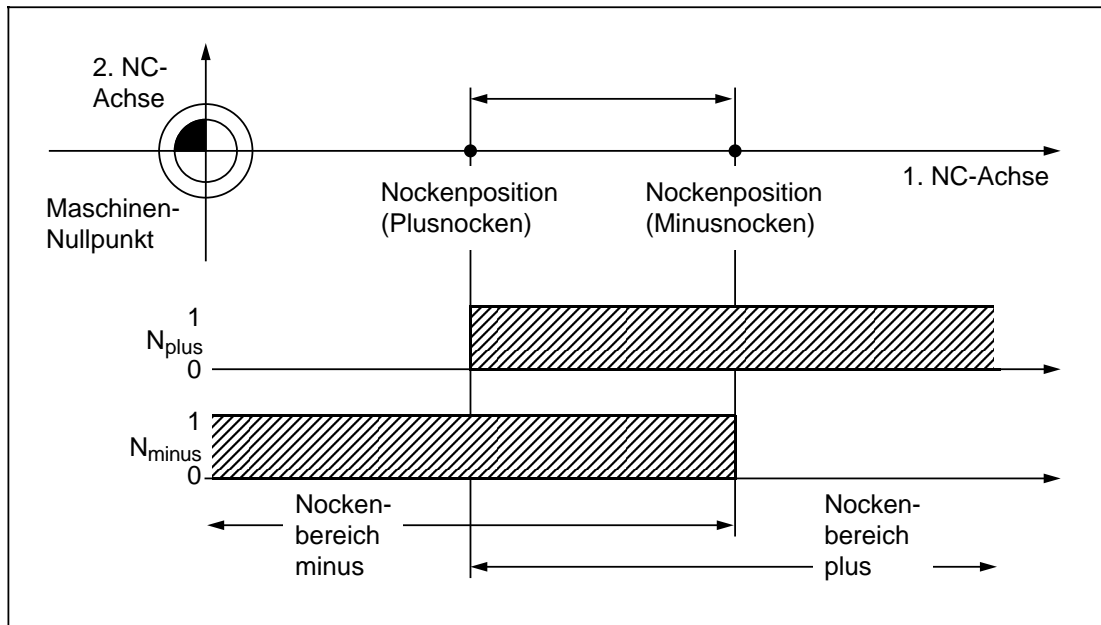 2. NC-
Achse
1. NC-Achse
Maschinen-
Nullpunkt
Nockenposition
(Plusnocken)
Nockenposition
(Minusnocken)
1
Nplus
0
1
Nminus
0
Nocken-
bereich
minus
Nocken-
bereich
plus